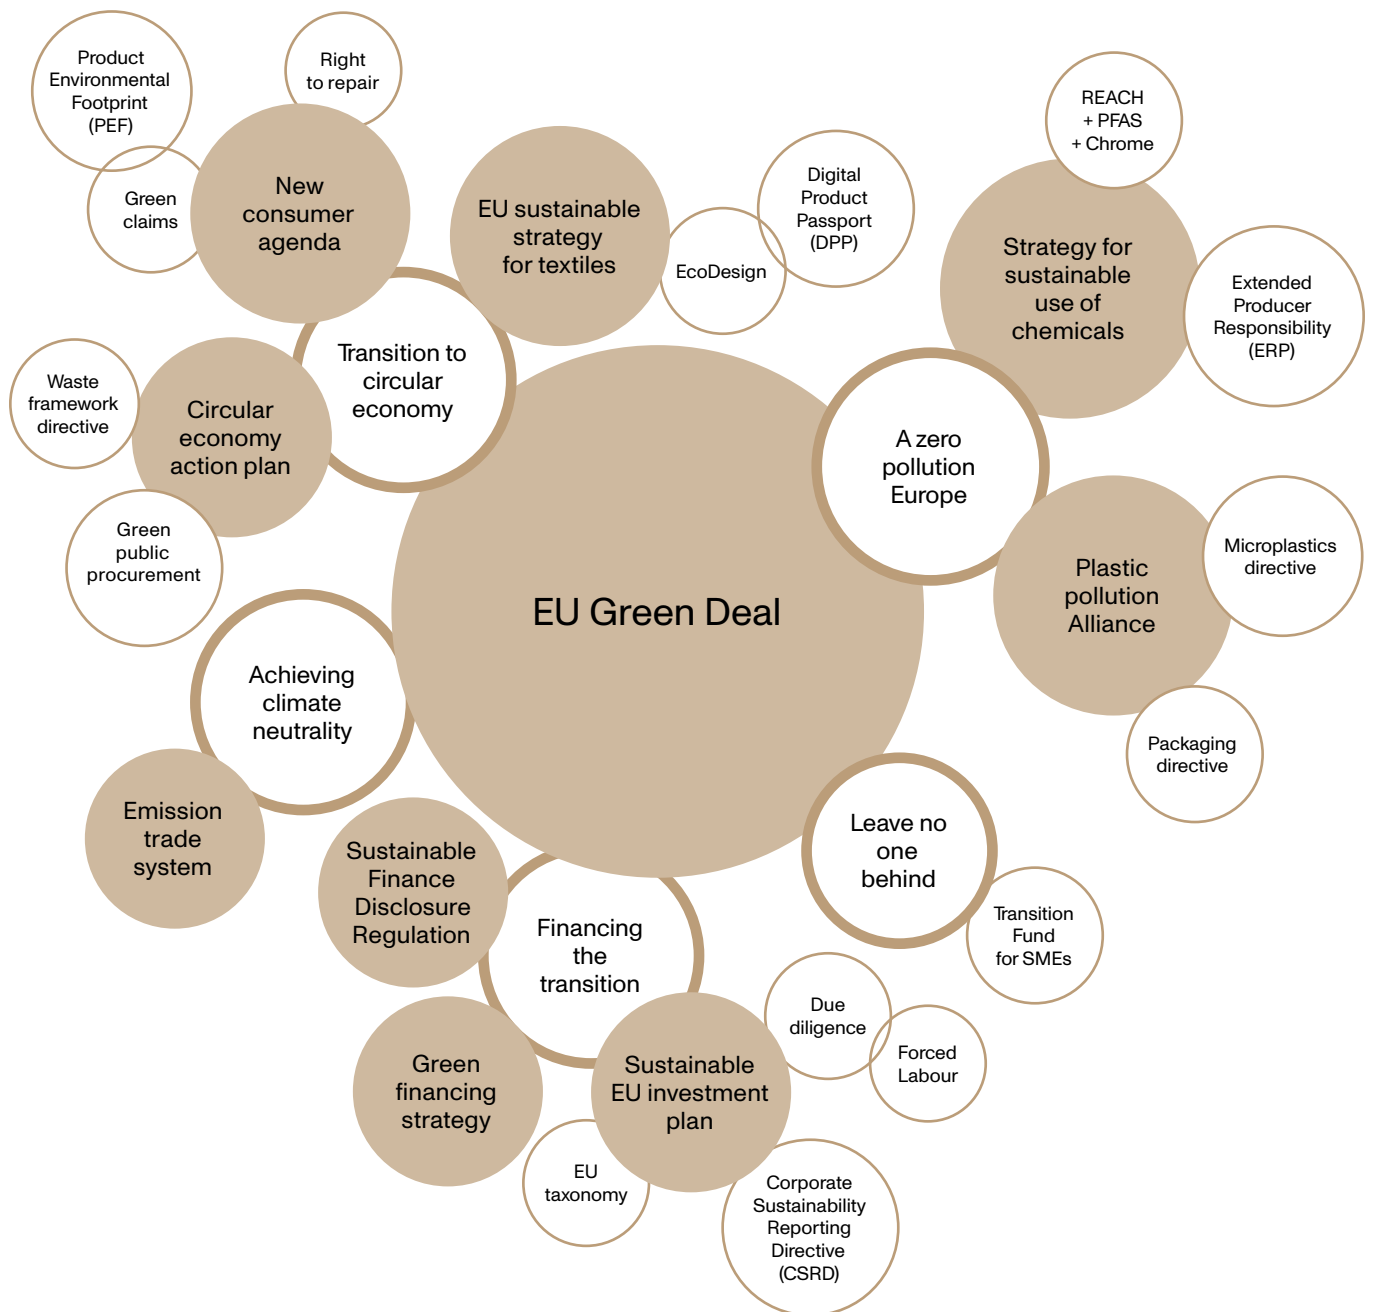 Product
Environmental
Footprint
(PEF)
Right
to repair
Green
claims
New
consumer
agenda
EU sustainable
strategy
for textiles
EcoDesign
Digital
Product
Passport
(DPP)
REACH
+ PFAS
+ Chrome
Strategy for
sustainable
use of
chemicals
Extended
Producer
Responsibility
(ERP)
Waste
framework
directive
Circular
economy
action plan
Transition to
circular
economy
Green
public
procurement
A zero
pollution
Europe
Plastic
pollution
Alliance
Microplastics
directive
Packaging
directive
EU Green Deal
Achieving
climate
neutrality
Emission
trade
system
Sustainable
Finance
Disclosure
Regulation
Financing
the
transition
Leave no
one
behind
Transition
Fund
for SMEs
Due
diligence
Forced
Labour
Green
financing
strategy
Sustainable
EU investment
plan
EU
taxonomy
Corporate
Sustainability
Reporting
Directive
(CSRD)